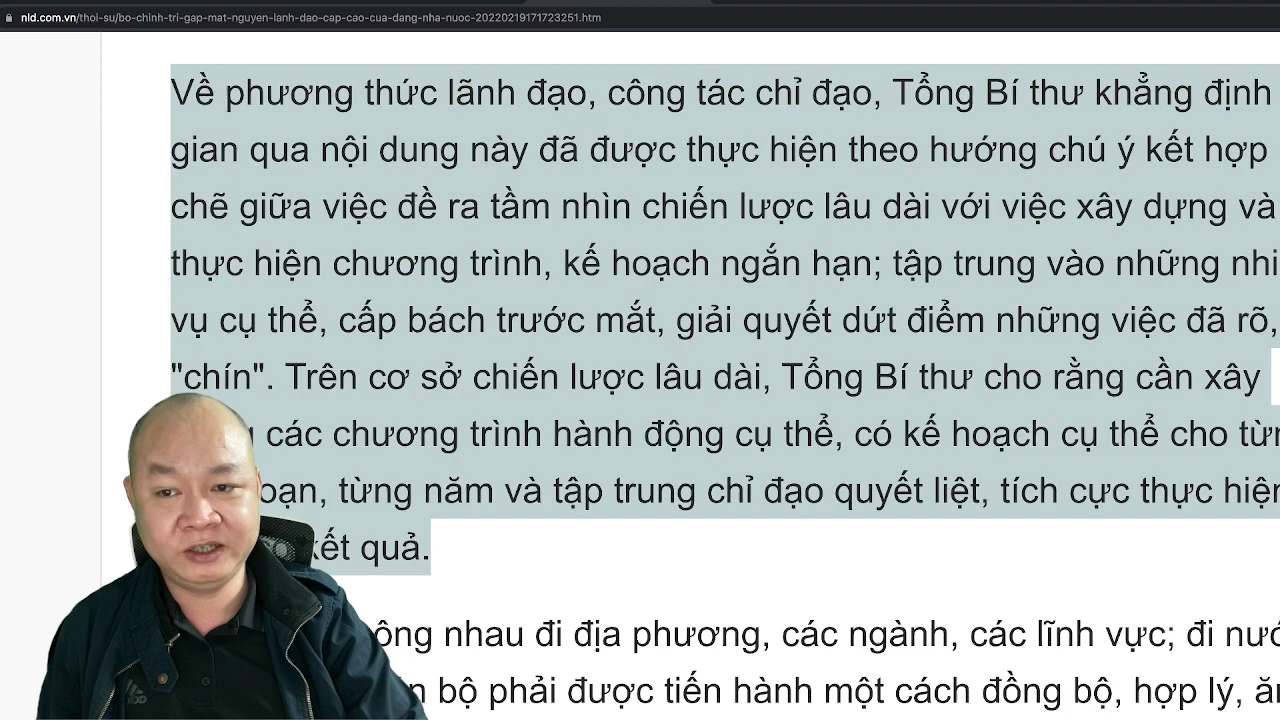 nld.com.vn/thoi-su/bo-chinh-tri-gap-mat-nguyen-lanh-dao-cap-cao-cua-dang-nha-nuoc-20220219171723251.htm
Về phương thức lãnh đạo, công tác chỉ đạo, Tổng Bí thư khẳng định
gian qua nội dung này đã được thực hiện theo hướng chú ý kết hợp
chẽ giữa việc đề ra tầm nhìn chiến lược lâu dài với việc xây dựng và
thực hiện chương trình, kế hoạch ngắn hạn; tập trung vào những
vụ cụ thể, cấp bách trước mắt, giải quyết dứt điểm những việc đã rõ,
"chín". Trên cơ sở chiến lược lâu dài, Tổng Bí thư cho rằng cần xây
các chương trình hành động cụ thể, có kế hoạch cụ thể cho
từng năm và tập trung chỉ đạo quyết liệt, tích cực thực
kết quả.
nhau đi địa phương, các ngành, các lĩnh vực; đi
bộ phải được tiến hành một cách đồng bộ, hợp lý,
adidas